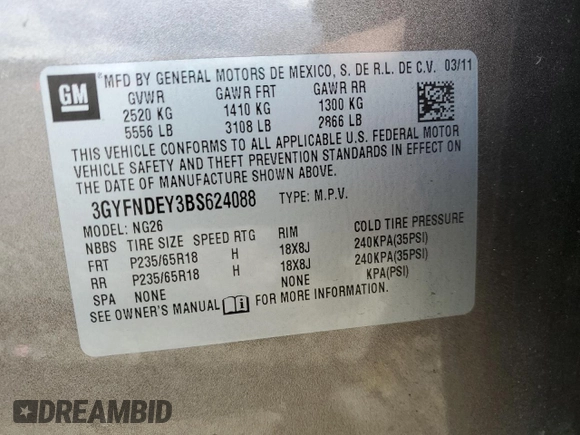 GM
MFD BY GENERAL MOTORS DE MEXICO, S. DE R.L. DE C.V. 03/11
GVWR GAWR FRT GAWR RR
2520 KG 1410 KG 1300 KG
5556 LB 3108 LB 2866 LB
THIS VEHICLE CONFORMS TO ALL APPLICABLE U.S. FEDERAL MOTOR
VEHICLE SAFETY AND THEFT PREVENTION STANDARDS IN EFFECT ON
THE DATE OF MANUFACTURE SHOWN ABOVE.
3GYFNDEY3BS624088 TYPE: M.P.V.
MODEL: NG26
NBBS TIRE SIZE SPEED RTG RIM COLD TIRE PRESSURE
FRT P235/65R18 H 18X8J 240KPA(35PSI)
RR P235/65R18 H 18X8J 240KPA(35PSI)
SPA NONE NONE KPA(PSI)
SEE OWNER'S MANUAL FOR MORE INFORMATION.
DREAMBID